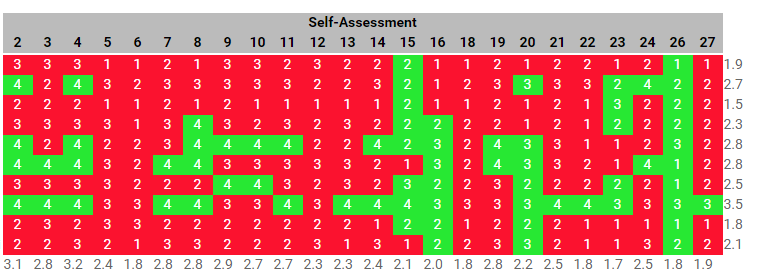 Self-Assessment
2 3 4 5 6 7 8 9 10 11 12 13 14 15 16 18 19 20 21 22 23 24 26 27
3 3 3 1 1 2 1 3 3 2 3 2 2 2 1 1 2 1 2 2 1 2 1 1 1.9
4 2 4 3 2 3 3 3 3 3 2 2 3 2 1 2 3 3 3 3 2 4 2 2 2.7
2 2 2 1 1 2 1 2 1 1 1 1 2 1 1 1 2 1 2 1 3 2 2 1 1.5
3 3 3 3 1 3 4 3 2 3 2 3 2 2 2 2 2 1 2 1 2 2 2 2 2.3
4 2 4 2 2 3 4 4 4 4 2 2 4 2 3 2 4 3 3 1 1 2 3 2 2.8
4 4 4 3 2 4 4 3 3 3 3 3 2 1 3 2 4 3 3 2 1 4 1 2 2.8
3 3 3 3 2 2 2 4 4 3 2 3 2 3 2 2 3 2 2 2 2 2 1 2 2.5
4 4 4 3 3 4 4 3 3 4 3 4 4 4 3 3 3 3 4 4 3 3 3 3 3.5
2 3 2 3 2 2 2 2 2 2 2 2 1 2 2 1 2 2 2 1 1 1 1 1 1.8
2 2 3 2 1 3 3 2 2 2 3 1 3 1 2 2 3 3 2 1 1 3 2 2 2.1
3.1 2.8 3.2 2.4 1.8 2.8 2.8 2.9 2.7 2.7 2.3 2.3 2.4 2.1 2.0 1.8 2.8 2.2 2.5 1.8 1.7 2.5 1.8 1.9